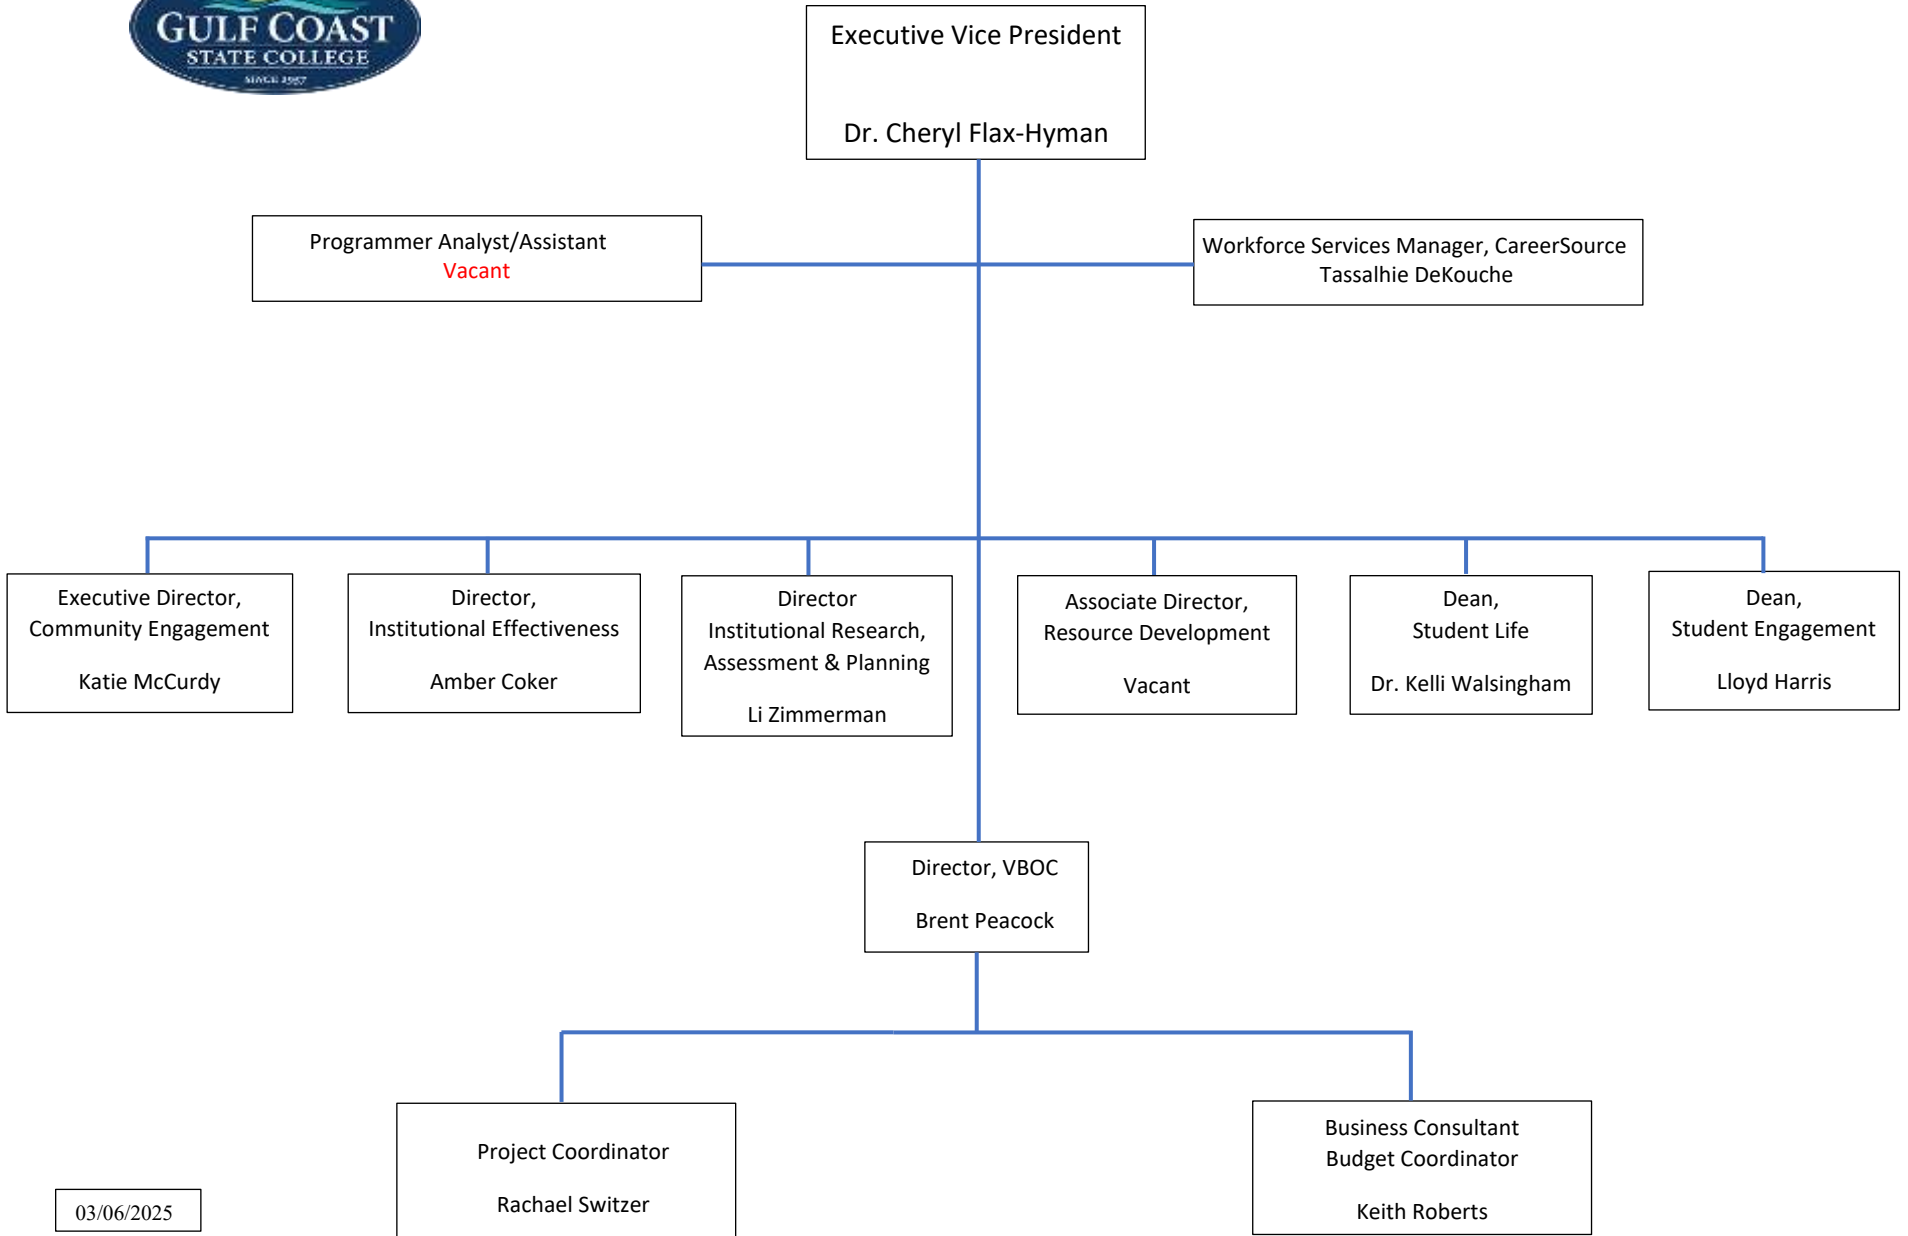 GULF COAST
STATE COLLEGE
SINCE 1957
Executive Vice President
Dr. Cheryl Flax-Hyman
Programmer Analyst/Assistant
Vacant
Workforce Services Manager, CareerSource
Tassalhie DeKouche
Executive Director,
Community Engagement
Katie McCurdy
Director,
Institutional Effectiveness
Amber Coker
Director
Institutional Research,
Assessment & Planning
Li Zimmerman
Associate Director,
Resource Development
Vacant
Dean,
Student Life
Dr. Kelli Walsingham
Dean,
Student Engagement
Lloyd Harris
Director, VBOC
Brent Peacock
Project Coordinator
Rachael Switzer
Business Consultant
Budget Coordinator
Keith Roberts
03/06/2025